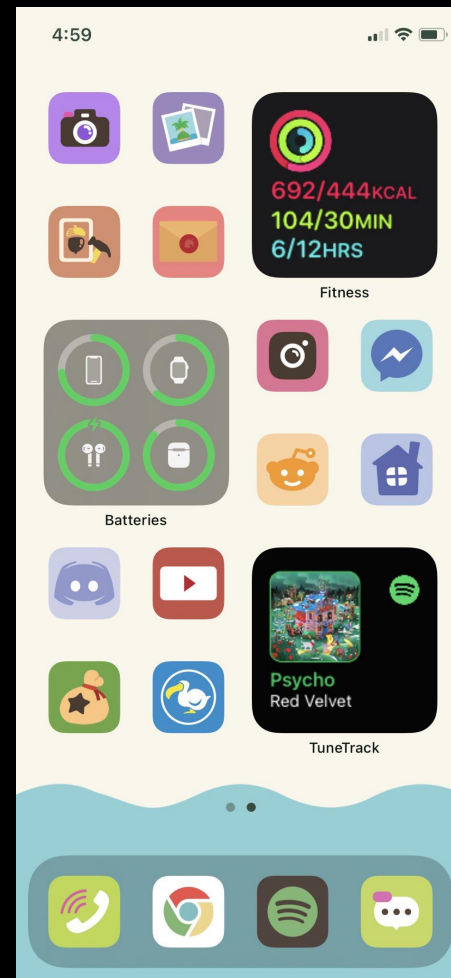 4:59
692/444KCAL
104/30MIN
6/12HRS
Fitness
Batteries
Psycho
Red Velvet
TuneTrack